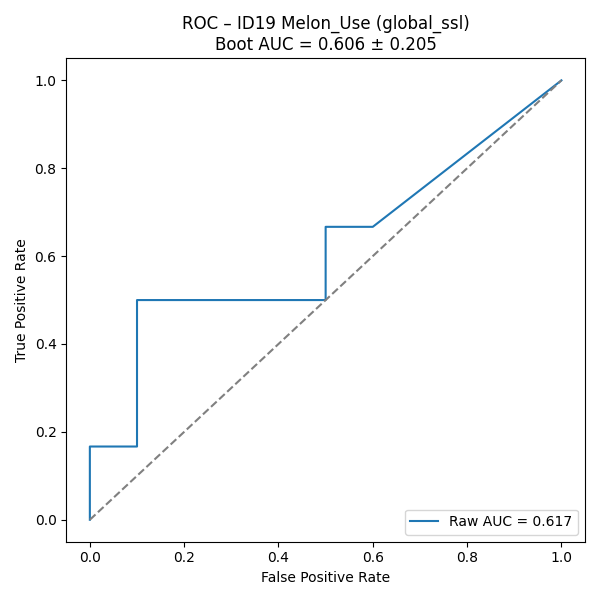 ROC – ID19 Melon_Use (global_ssl)
Boot AUC = 0.606 ± 0.205
True Positive Rate
1.0
0.8
0.6
0.4
0.2
0.0
0.0 0.2 0.4 0.6 0.8 1.0
False Positive Rate
Raw AUC = 0.617